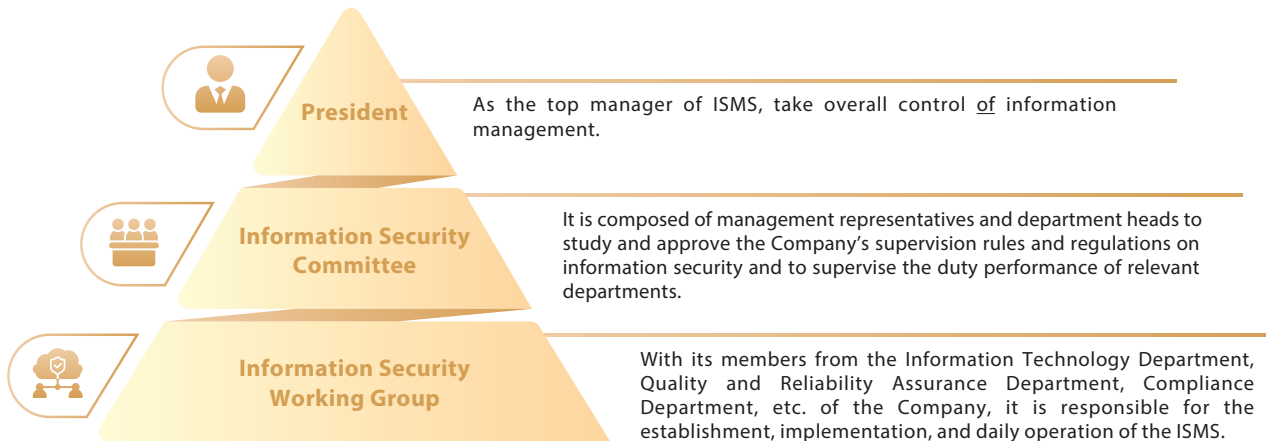 President
As the top manager of ISMS, take overall control of information
management.
Information Security
Committee
It is composed of management representatives and department heads to
study and approve the Company’s supervision rules and regulations on
information security and to supervise the duty performance of relevant
departments.
Information Security
Working Group
With its members from the Information Technology Department,
Quality and Reliability Assurance Department, Compliance
Department, etc. of the Company, it is responsible for the
establishment, implementation, and daily operation of the ISMS.